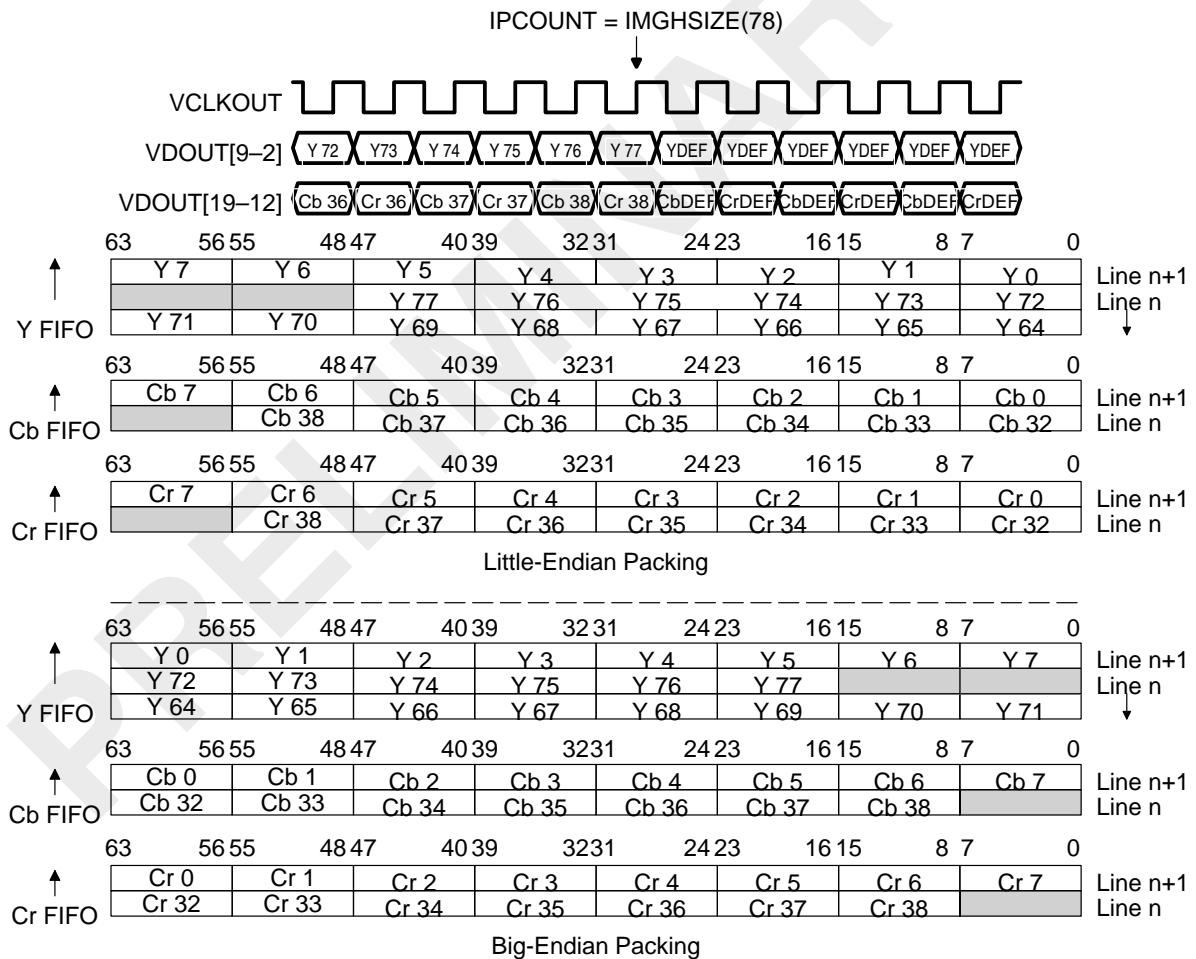 IPCOUNT = IMGHSIZE(78)
VCLKOUT
VDOUT[9–2] Y 72 Y73 Y 74 Y 75 Y 76 Y 77 YDEF YDEF YDEF YDEF YDEF YDEF
VDOUT[19–12] Cb 36 Cr 36 Cb 37 Cr 37 Cb 38 Cr 38 CbDEF CrDEF CbDEF CrDEF CbDEF CrDEF
63 56 55 48 47 40 39 32 31 24 23 16 15 8 7 0
Y 7 Y 6 Y 5 Y 4 Y 3 Y 2 Y 1 Y 0 Line n+1
Y 77 Y 76 Y 75 Y 74 Y 73 Y 72 Line n
Y FIFO Y 71 Y 70 Y 69 Y 68 Y 67 Y 66 Y 65 Y 64
63 56 55 48 47 40 39 32 31 24 23 16 15 8 7 0
Cb 7 Cb 6 Cb 5 Cb 4 Cb 3 Cb 2 Cb 1 Cb 0 Line n+1
Cb FIFO Cb 38 Cb 37 Cb 36 Cb 35 Cb 34 Cb 33 Cb 32 Line n
63 56 55 48 47 40 39 32 31 24 23 16 15 8 7 0
Cr 7 Cr 6 Cr 5 Cr 4 Cr 3 Cr 2 Cr 1 Cr 0 Line n+1
Cr FIFO Cr 38 Cr 37 Cr 36 Cr 35 Cr 34 Cr 33 Cr 32 Line n
Little-Endian Packing
63 56 55 48 47 40 39 32 31 24 23 16 15 8 7 0
Y 0 Y 1 Y 2 Y 3 Y 4 Y 5 Y 6 Y 7 Line n+1
Y 72 Y 73 Y 74 Y 75 Y 76 Y 77 Line n
Y FIFO Y 64 Y 65 Y 66 Y 67 Y 68 Y 69 Y 70 Y 71
63 56 55 48 47 40 39 32 31 24 23 16 15 8 7 0
Cb 0 Cb 1 Cb 2 Cb 3 Cb 4 Cb 5 Cb 6 Cb 7 Line n+1
Cb FIFO Cb 32 Cb 33 Cb 34 Cb 35 Cb 36 Cb 37 Cb 38 Line n
63 56 55 48 47 40 39 32 31 24 23 16 15 8 7 0
Cr 0 Cr 1 Cr 2 Cr 3 Cr 4 Cr 5 Cr 6 Cr 7 Line n+1
Cr FIFO Cr 32 Cr 33 Cr 34 Cr 35 Cr 36 Cr 37 Cr 38 Line n
Big-Endian Packing
PRELIMINAR